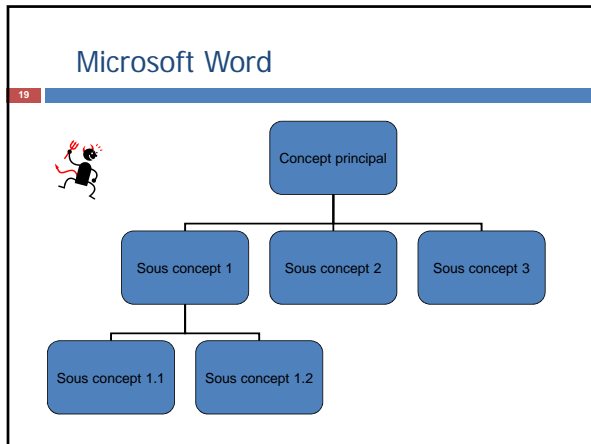 Microsoft Word
19
Concept principal
Sous concept 1
Sous concept 2
Sous concept 3
Sous concept 1.1
Sous concept 1.2